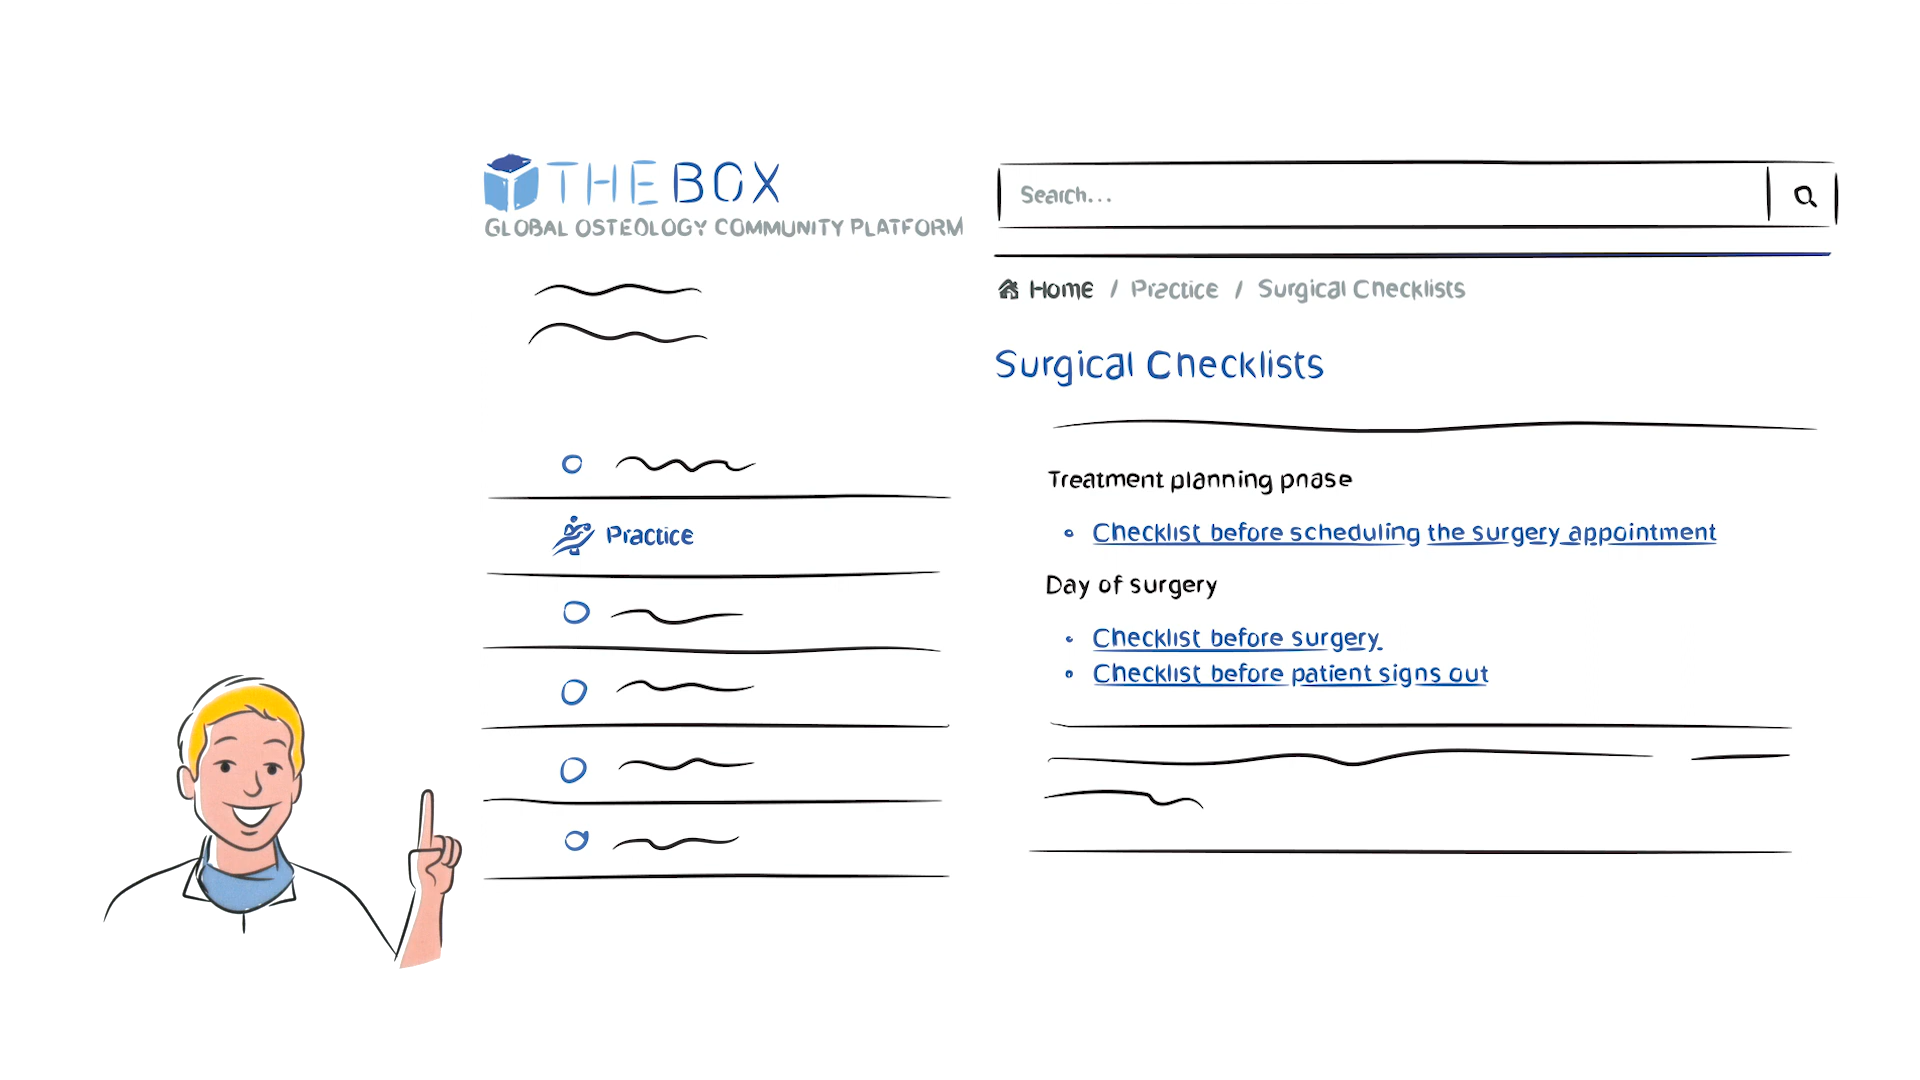 THE BOX
GLOBAL OSTEOLOGY COMMUNITY PLATFORM
Search...
Home / Practice / Surgical Checklists
Surgical Checklists
Practice
Treatment planning pnase
Checklist before scheduling the surgery appointment
Day of surgery
Checklist before surgery
Checklist before patient signs out